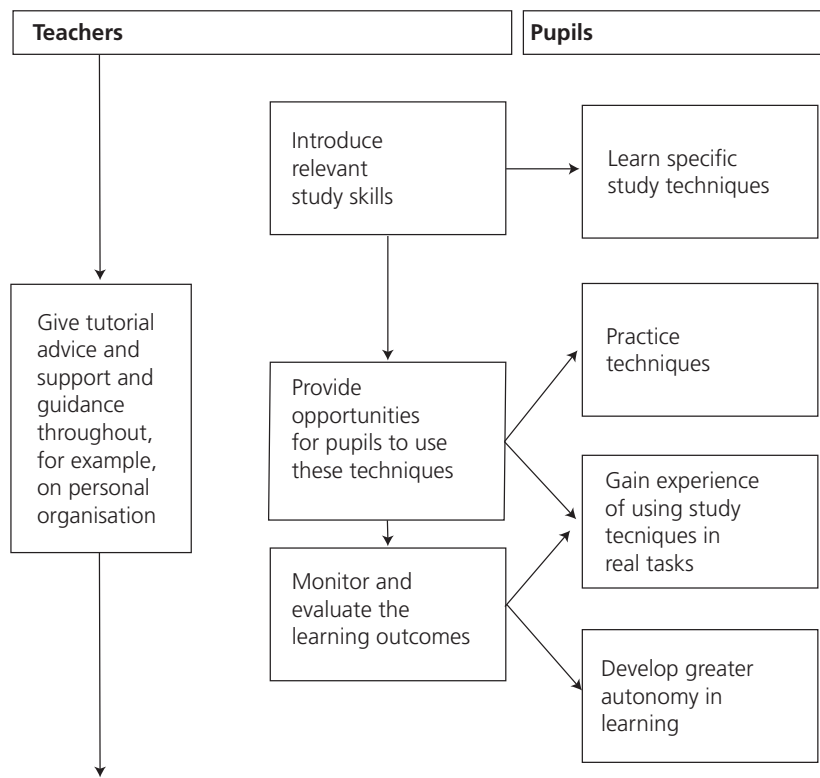 Teachers
Pupils
Introduce
relevant
study skills
Learn specific
study techniques
Give tutorial
advice and
support and
guidance
throughout,
for example,
on personal
organisation
Provide
opportunities
for pupils to use
these techniques
Practice
techniques
Gain experience
of using study
tecniques in
real tasks
Monitor and
evaluate the
learning outcomes
Develop greater
autonomy in
learning